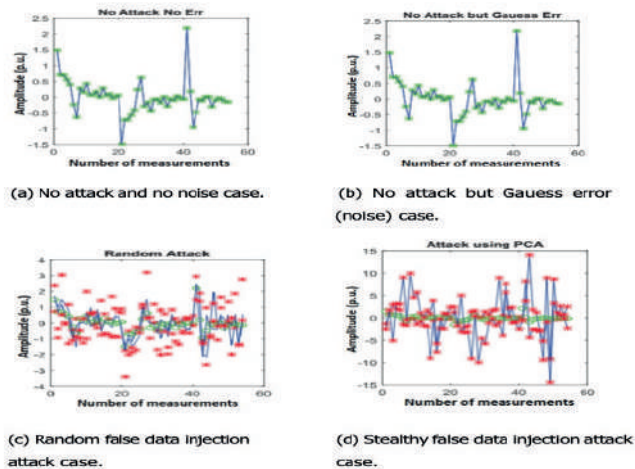 No Attack No Err
Amplitude (p.u.)
2.5
2
1.5
1
0.5
0
-0.5
-1
-1.5
0 20 40 60
Number of measurements
(a) No attack and no noise case.
No Attack but Gauess Err
Amplitude (p.u.)
2.5
2
1.5
1
0.5
0
-0.5
-1
-1.5
0 20 40 60
Number of measurements
(b) No attack but Gauess error
(noise) case.
Random Attack
Amplitude (p.u.)
4
3
2
1
0
-1
-2
-3
-4
0 20 40 60
Number of measurements
(c) Random false data injection
attack case.
Attack using PCA
Amplitude (p.u.)
15
10
5
0
-5
-10
-15
0 20 40 60
Number of measurements
(d) Stealthy false data injection attack
case.